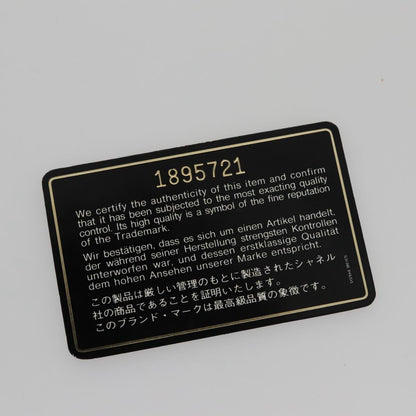 1895721
We certify the authenticity of this item and confirm
that it has been subjected to the most exacting quality
control. Its high quality is a symbol of the fine reputation
of the Trademark.
Wir bestätigen, dass es sich um einen Artikel handelt,
der während seiner Herstellung strengsten Kontrollen
unterworfen war, und dessen erstklassige Qualität
dem hohen Ansehen unserer Marke entspricht.
この製品は厳しい管理のもとに製造されたシャネル
社の商品であることを証明いたします。
このブランド・マークは最高級品質の象徴です。